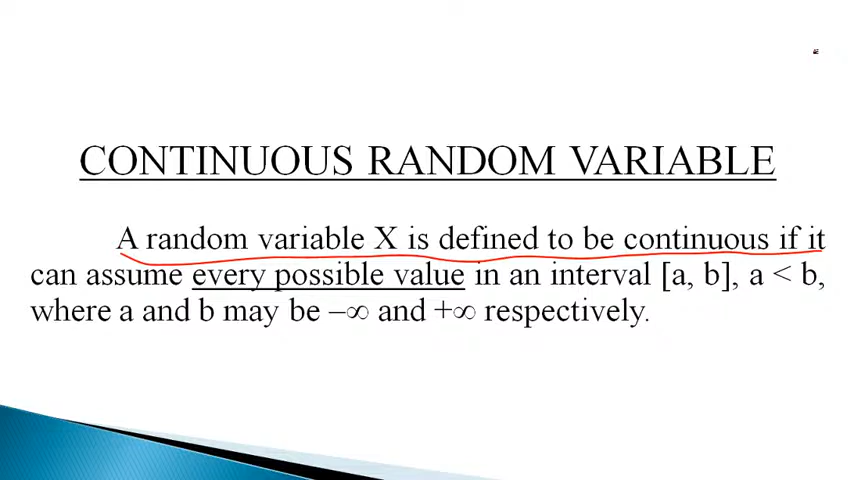 CONTINUOUS RANDOM VARIABLE
A random variable X is defined to be continuous if it
can assume every possible value in an interval [a, b], a < b,
where a and b may be –∞ and +∞ respectively.